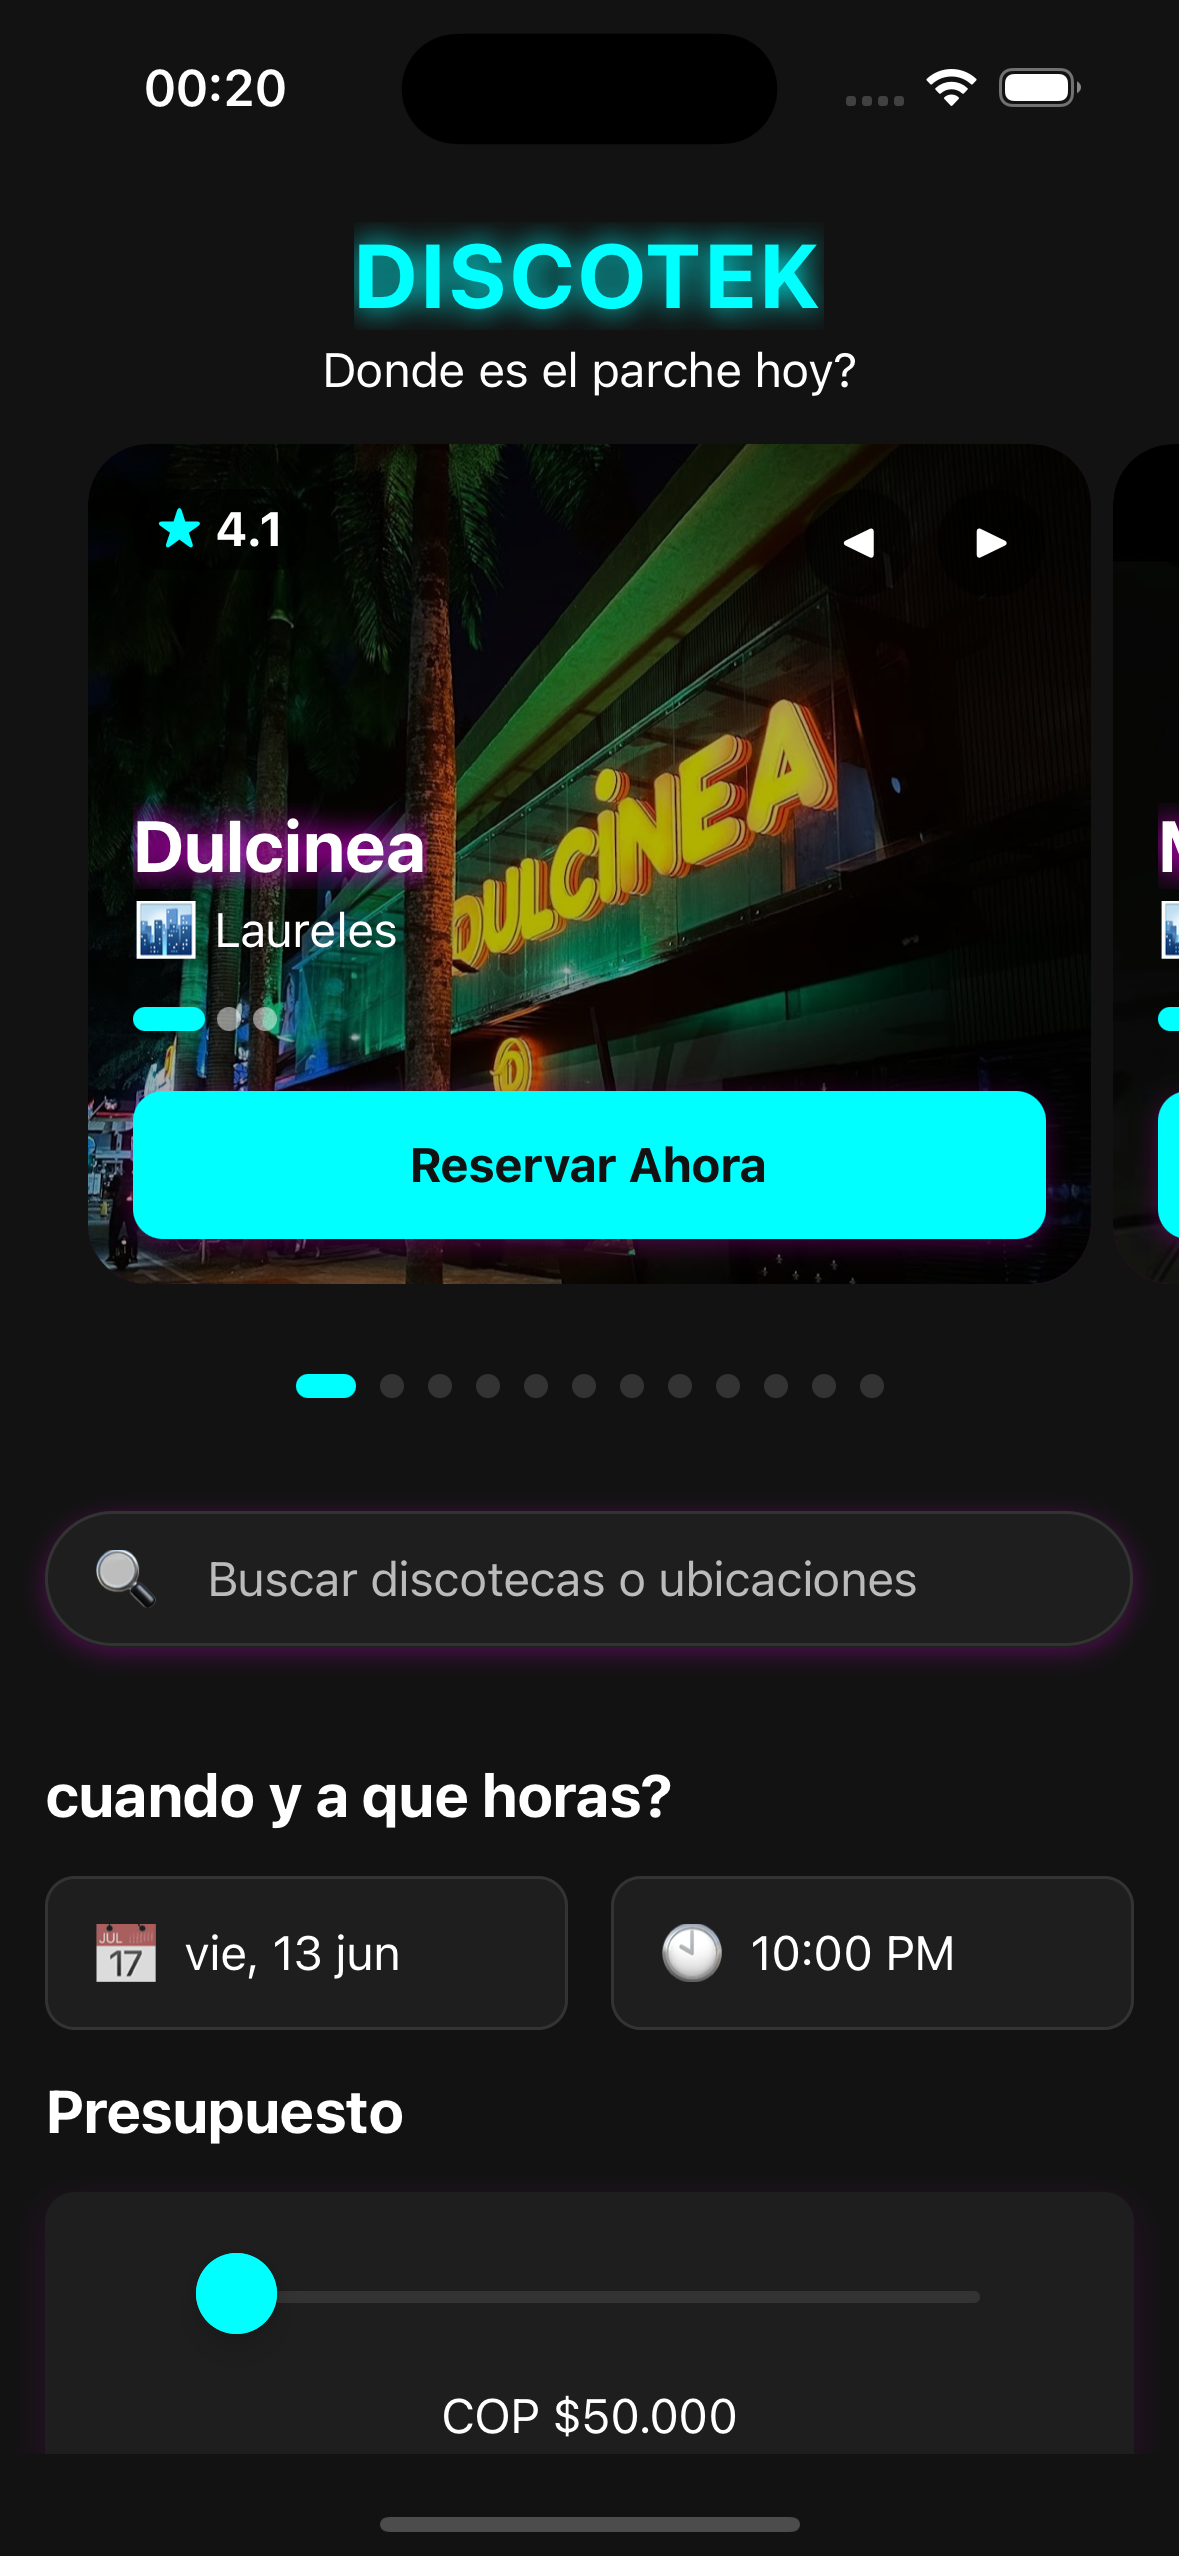 00:20
DISCOTEK
Donde es el parche hoy?
4.1
DULCINEA
Dulcinea
Laureles
D
Reservar Ahora
Buscar discotecas o ubicaciones
cuando y a que horas?
JUL
17
vie, 13 jun
10:00 PM
Presupuesto
COP $50.000